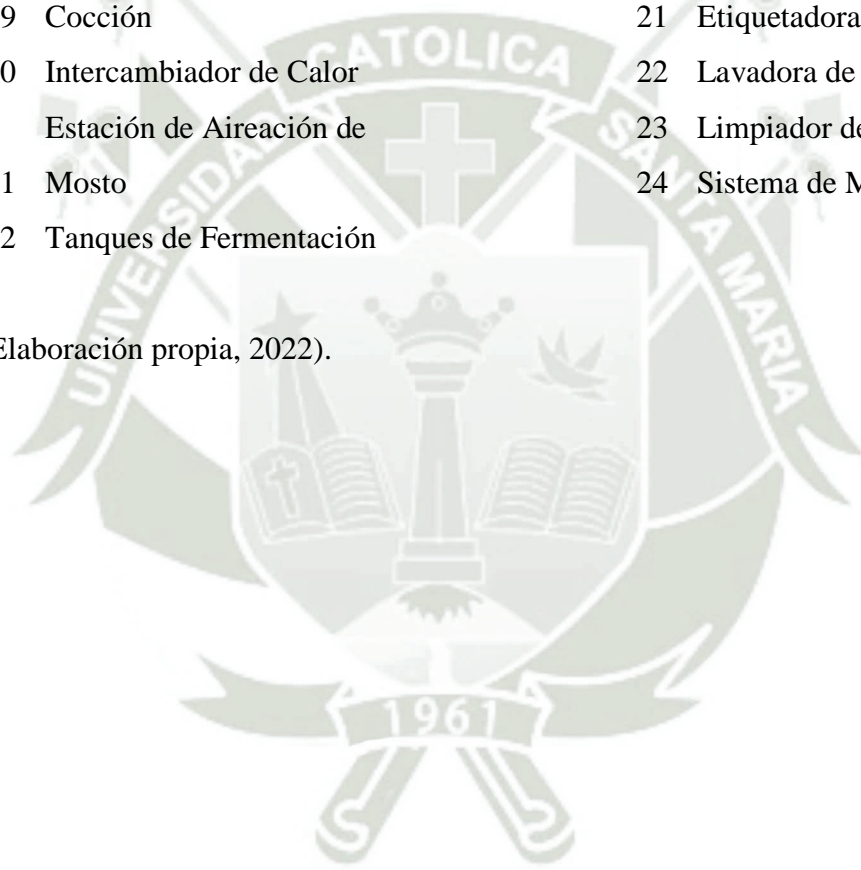 9 Cocción
0 Intercambiador de Calor
Estación de Aireación de
1 Mosto
2 Tanques de Fermentación
21 Etiquetadora
22 Lavadora de
23 Limpiador de
24 Sistema de M
Elaboración propia, 2022).
UNIVERSIDAD CATOLICA SANTA MARIA
1961